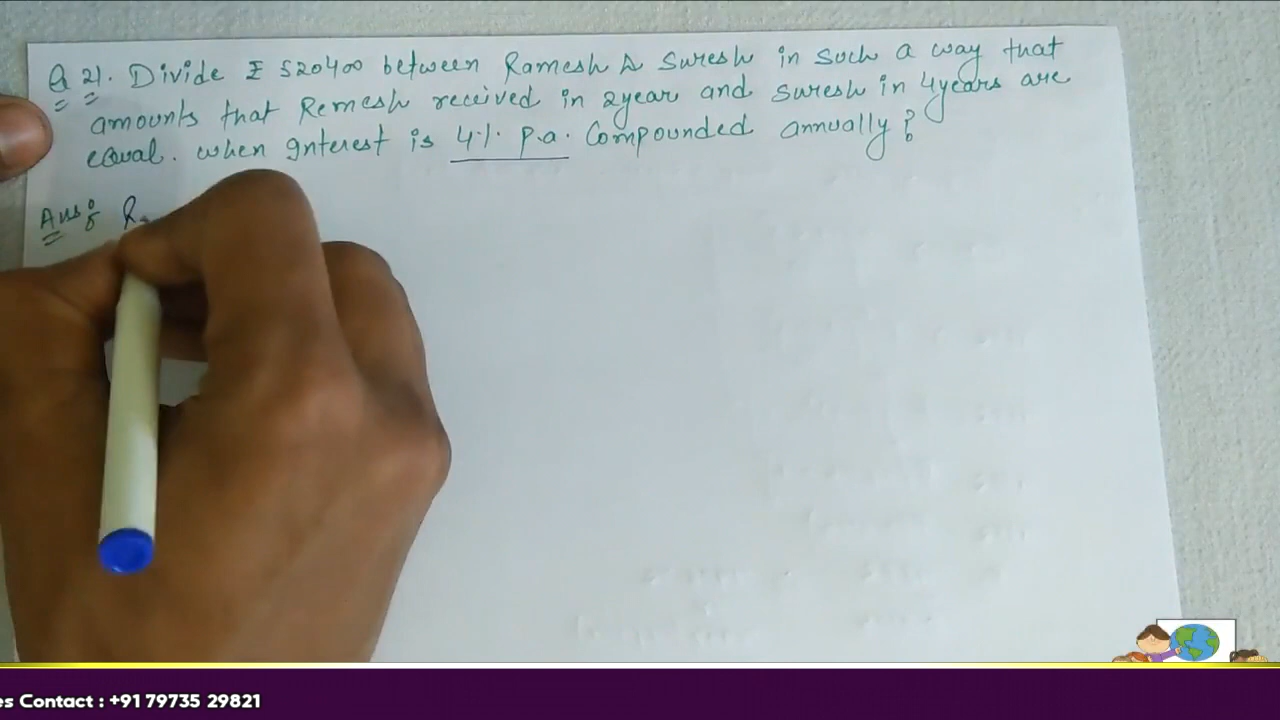 Q 21. Divide ₹ 520400 between Ramesh & Suresh in such a way that
amounts that Remesh received in 2year and suresh in 4years are
equal. when interest is 4%. p.a. Compounded annually?
Ans:
es Contact : +91 79735 29821